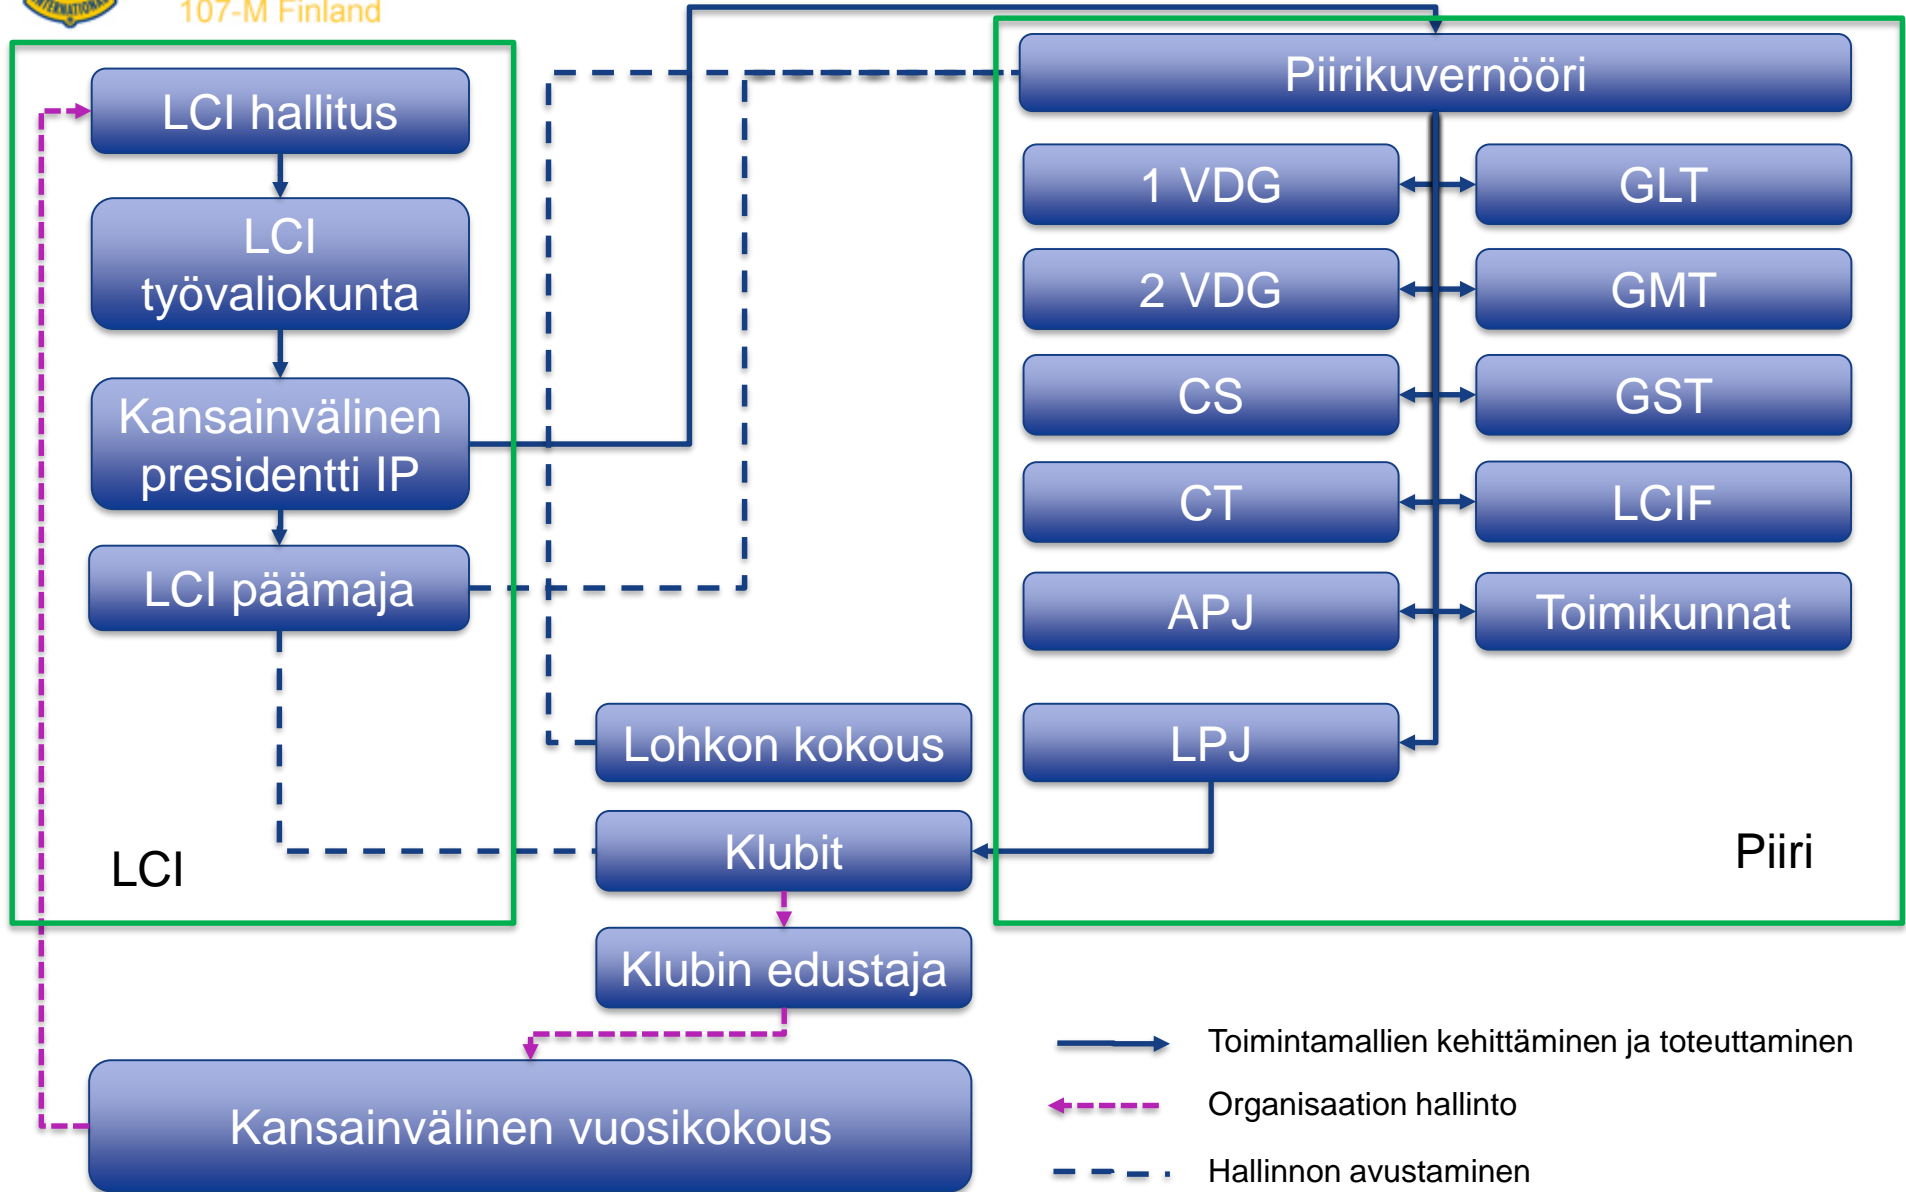 INTERNATIONAL
107-M Finland
LCI hallitus
LCI
työvaliokunta
Kansainvälinen
presidentti IP
LCI päämaja
LCI
Lohkon kokous
Klubit
Klubin edustaja
Kansainvälinen vuosikokous
Piirikuvernööri
1 VDG
GLT
2 VDG
GMT
CS
GST
CT
LCIF
APJ
Toimikunnat
LPJ
Piiri
Toimintamallien kehittäminen ja toteuttaminen
Organisaation hallinto
Hallinnon avustaminen